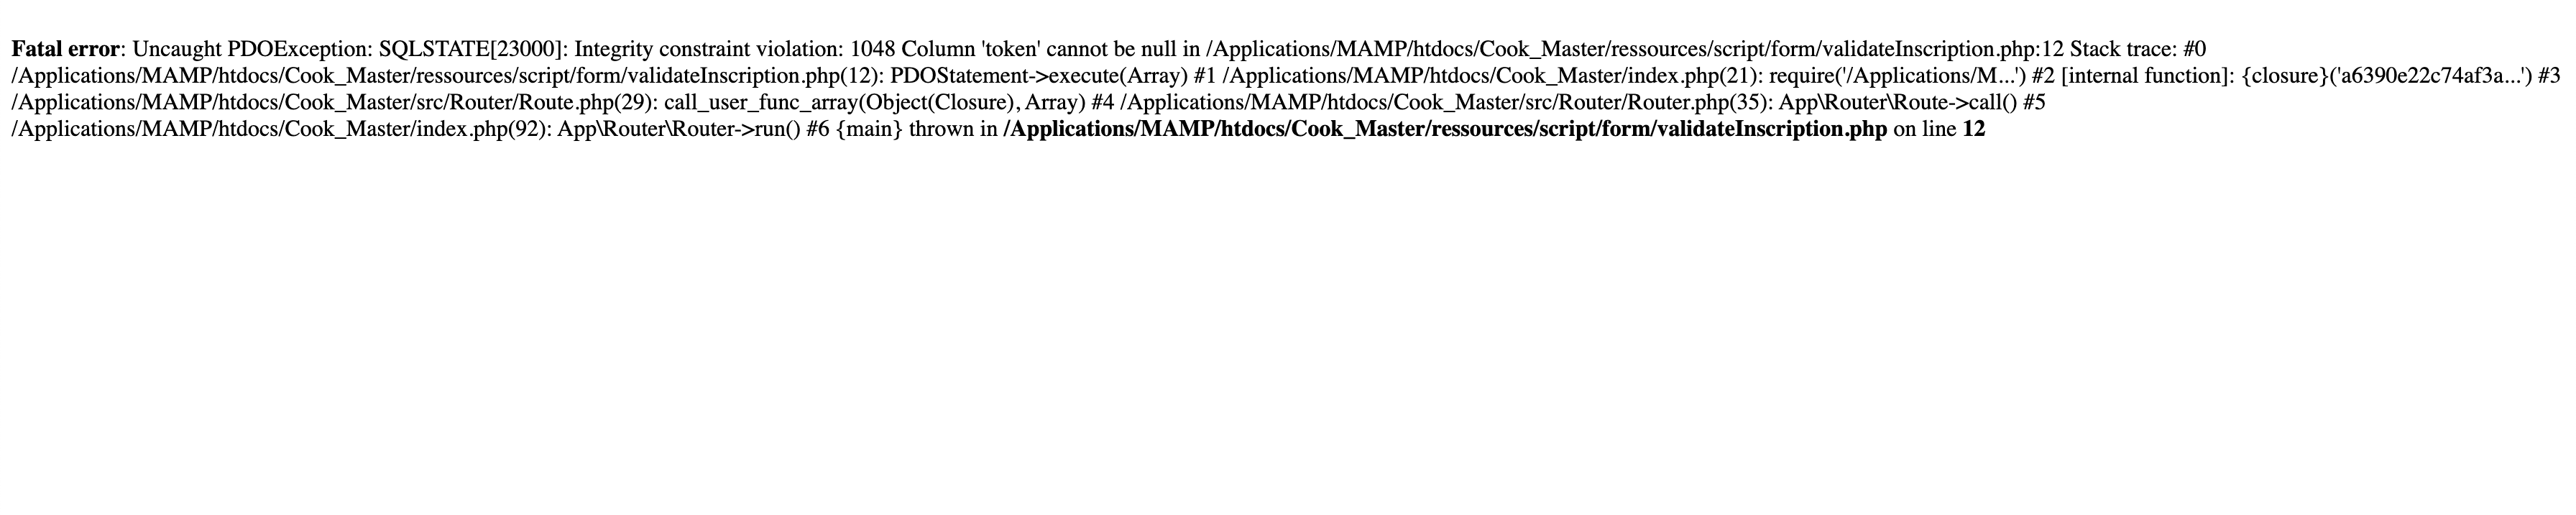 Fatal error: Uncaught PDOException: SQLSTATE[23000]: Integrity constraint violation: 1048 Column 'token' cannot be null in /Applications/MAMP/htdocs/Cook_Master/ressources/script/form/validateInscription.php:12 Stack trace: #0
/Applications/MAMP/htdocs/Cook_Master/ressources/script/form/validateInscription.php(12): PDOStatement->execute(Array) #1 /Applications/MAMP/htdocs/Cook_Master/index.php(21): require('/Applications/M...') #2 [internal function]: {closure}('a6390e22c74af3a...') #3
/Applications/MAMP/htdocs/Cook_Master/src/Router/Route.php(29): call_user_func_array(Object(Closure), Array) #4 /Applications/MAMP/htdocs/Cook_Master/src/Router/Router.php(35): App\Router\Route->call() #5
/Applications/MAMP/htdocs/Cook_Master/index.php(92): App\Router\Router->run() #6 {main} thrown in /Applications/MAMP/htdocs/Cook_Master/ressources/script/form/validateInscription.php on line 12